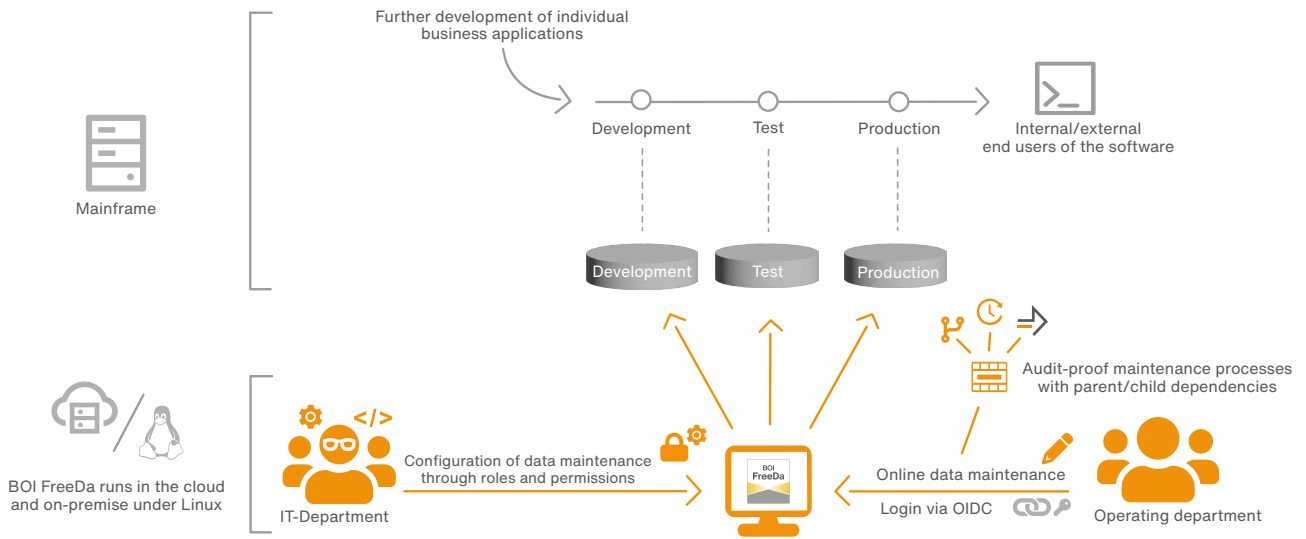 Further development of individual
business applications
Development
Test
Production
Internal/external
end users of the software
Mainframe
Development
Test
Production
Audit-proof maintenance processes
with parent/child dependencies
BOI FreeDa runs in the cloud
and on-premise under Linux
</>
IT-Department
Configuration of data maintenance
through roles and permissions
BOI
FreeDa
Online data maintenance
Login via OIDC
Operating department